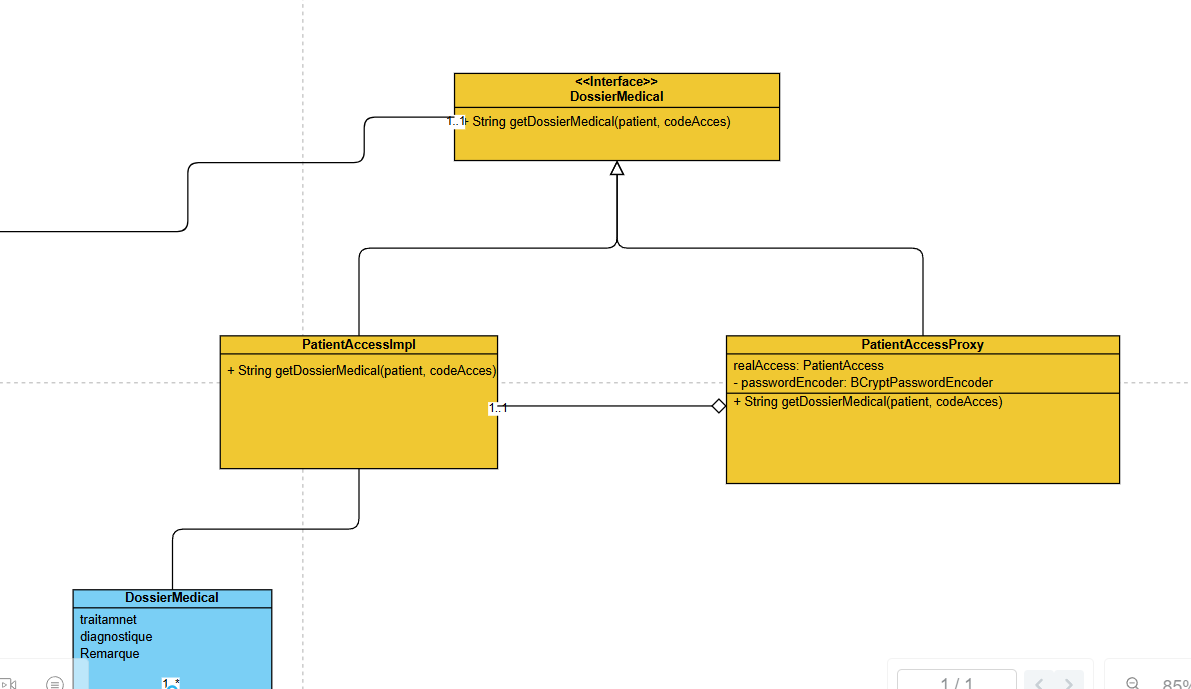 <<Interface>>
DossierMedical
1..1
+ String getDossierMedical(patient, codeAcces)
PatientAccessImpl
+ String getDossierMedical(patient, codeAcces)
1..1
PatientAccessProxy
realAccess: PatientAccess
- passwordEncoder: BCryptPasswordEncoder
+ String getDossierMedical(patient, codeAcces)
DossierMedical
traitamnet
diagnostique
Remarque
1..*
1 / 1
85%